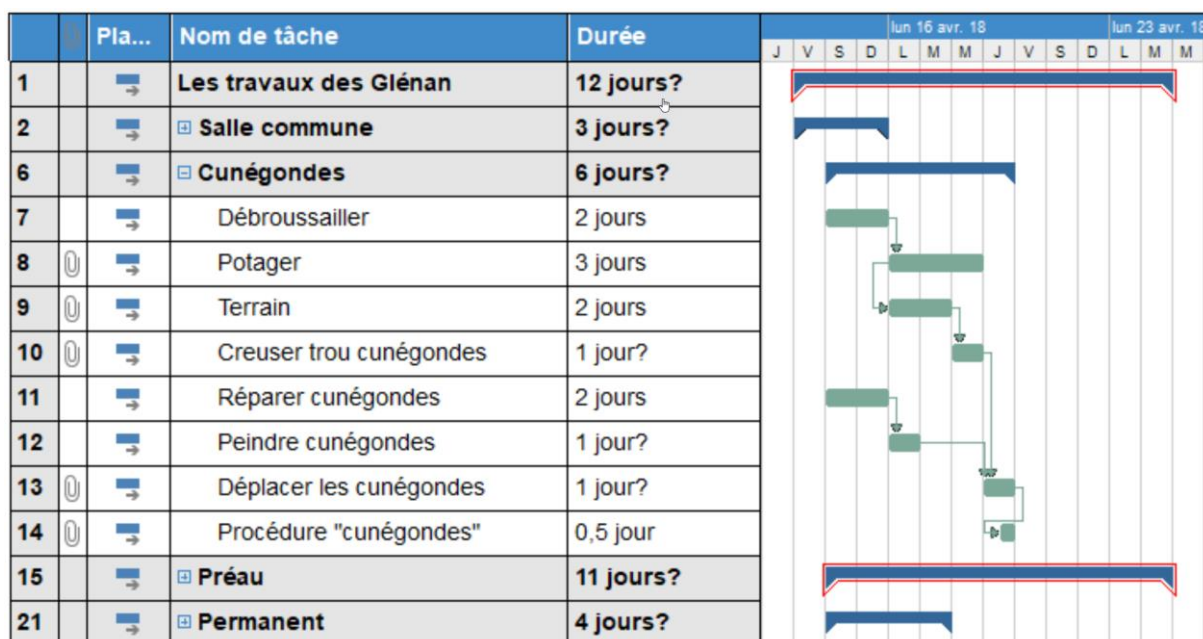 Pla... Nom de tâche Durée lun 16 avr. 18 lun 23 avr. 18
J V S D L M M J V S D L M M
1 Les travaux des Glénan 12 jours?
2 Salle commune 3 jours?
6 Cunégondes 6 jours?
7 Débroussailler 2 jours
8 Potager 3 jours
9 Terrain 2 jours
10 Creuser trou cunégondes 1 jour?
11 Réparer cunégondes 2 jours
12 Peindre cunégondes 1 jour?
13 Déplacer les cunégondes 1 jour?
14 Procédure "cunégondes" 0,5 jour
15 Préau 11 jours?
21 Permanent 4 jours?